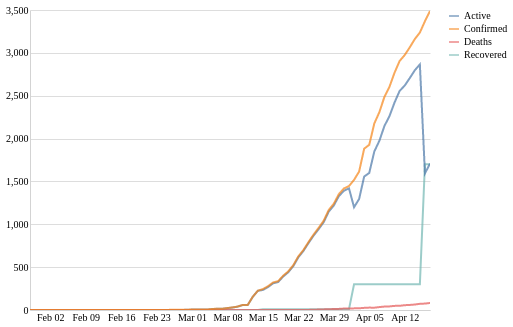 3,500
3,000
2,500
2,000
1,500
1,000
500
0
Feb 02 Feb 09 Feb 16 Feb 23 Mar 01 Mar 08 Mar 15 Mar 22 Mar 29 Apr 05 Apr 12
Active
Confirmed
Deaths
Recovered